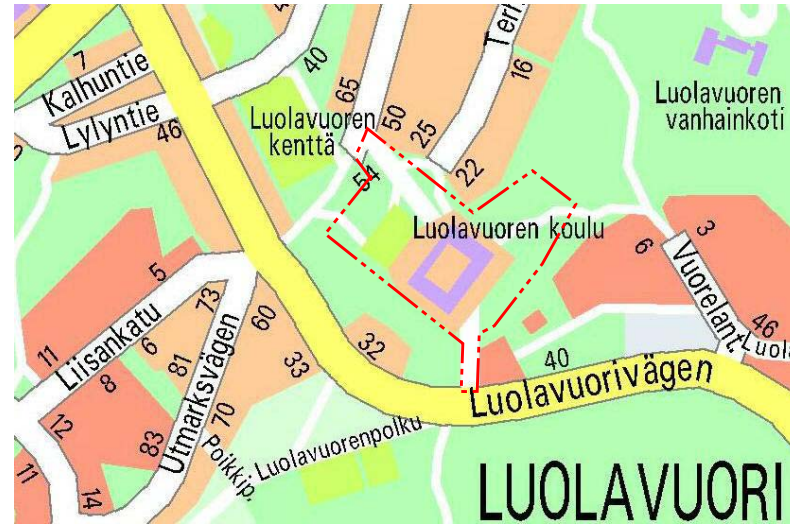 7
Kalhuntie
Lylyntie
46
40
65
50
25
16
22
54
Luolavuoren
kenttä
Luolavuoren
vanhainkoti
Luolavuoren koulu
6
3
Vuorelant.
46
5
73
60
Liisankatu
11
6
8
81
33
32
40
Luolavuorivägen
Utmarksvägen
70
83
12
11
14
Poikkip.
Luolavuorenpolku
LUOLAVUORI